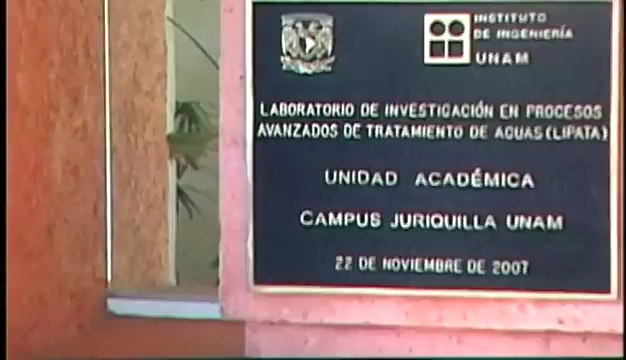 INSTITUTO
DE INGENIERÍA
UNAM
LABORATORIO DE INVESTIGACIÓN EN PROCESOS
AVANZADOS DE TRATAMIENTO DE AGUAS (LIPATA)
UNIDAD ACADÉMICA
CAMPUS JURIQUILLA UNAM
22 DE NOVIEMBRE DE 2007